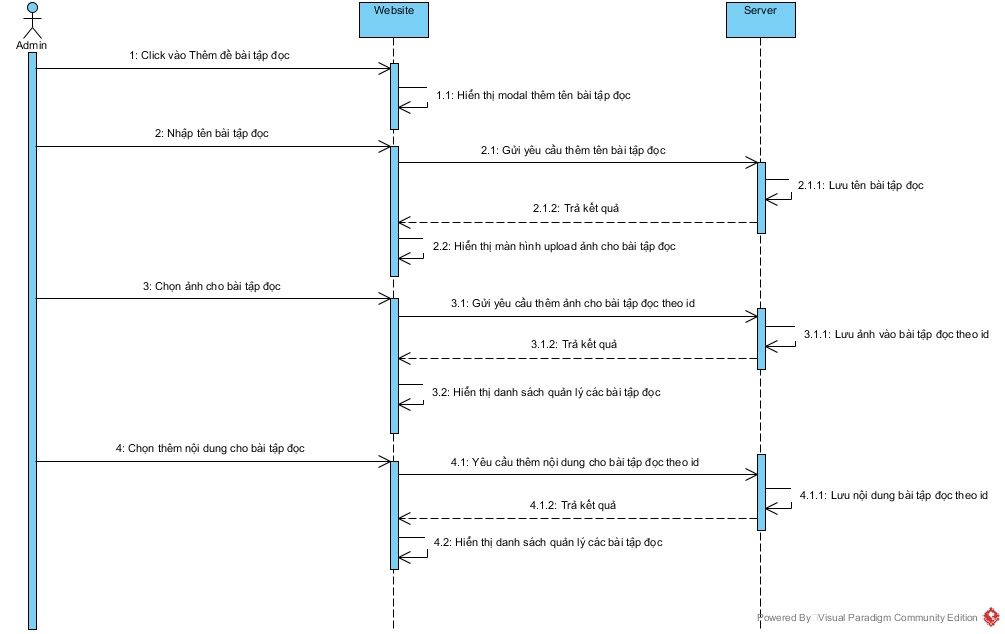 Website
Server
Admin
1: Click vào Thêm đề bài tập đọc
1.1: Hiển thị modal thêm tên bài tập đọc
2: Nhập tên bài tập đọc
2.1: Gửi yêu cầu thêm tên bài tập đọc
2.1.1: Lưu tên bài tập đọc
2.1.2: Trả kết quả
2.2: Hiển thị màn hình upload ảnh cho bài tập đọc
3: Chọn ảnh cho bài tập đọc
3.1: Gửi yêu cầu thêm ảnh cho bài tập đọc theo id
3.1.1: Lưu ảnh vào bài tập đọc theo id
3.1.2: Trả kết quả
3.2: Hiển thị danh sách quản lý các bài tập đọc
4: Chọn thêm nội dung cho bài tập đọc
4.1: Yêu cầu thêm nội dung cho bài tập đọc theo id
4.1.1: Lưu nội dung bài tập đọc theo id
4.1.2: Trả kết quả
4.2: Hiển thị danh sách quản lý các bài tập đọc
Powered By Visual Paradigm Community Edition